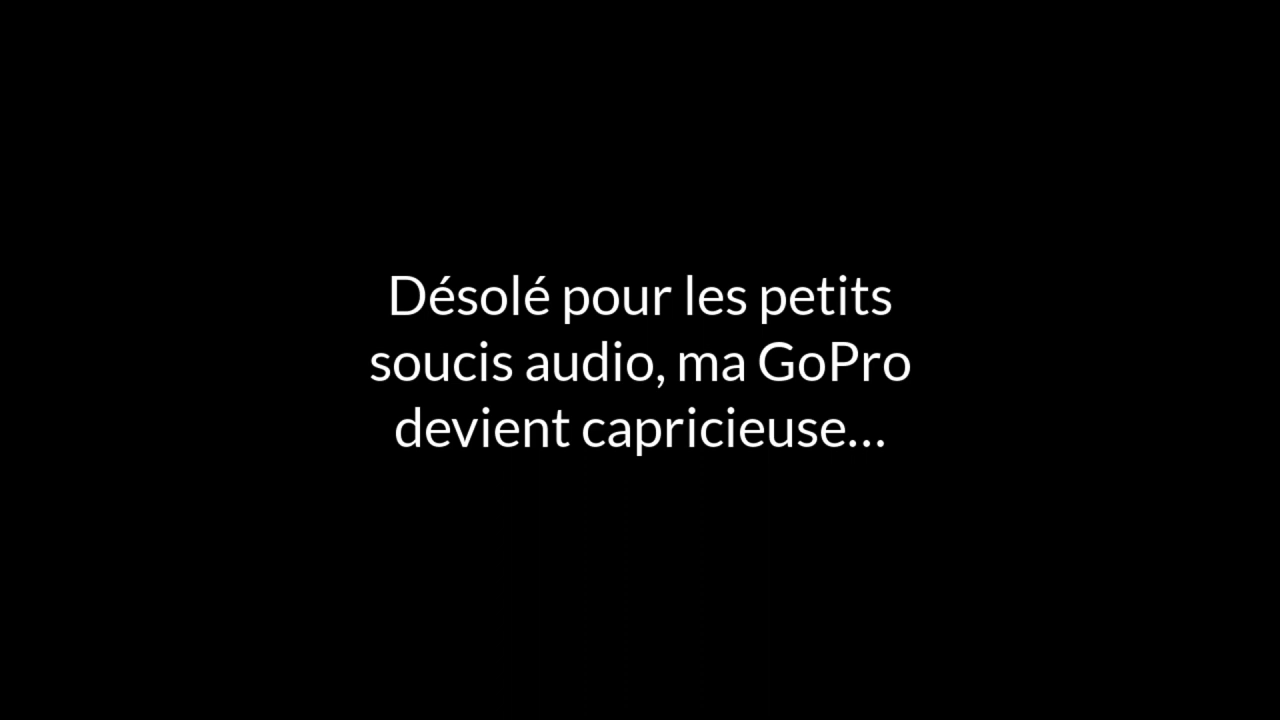 Désolé pour les petits
soucis audio, ma GoPro
devient capricieuse...